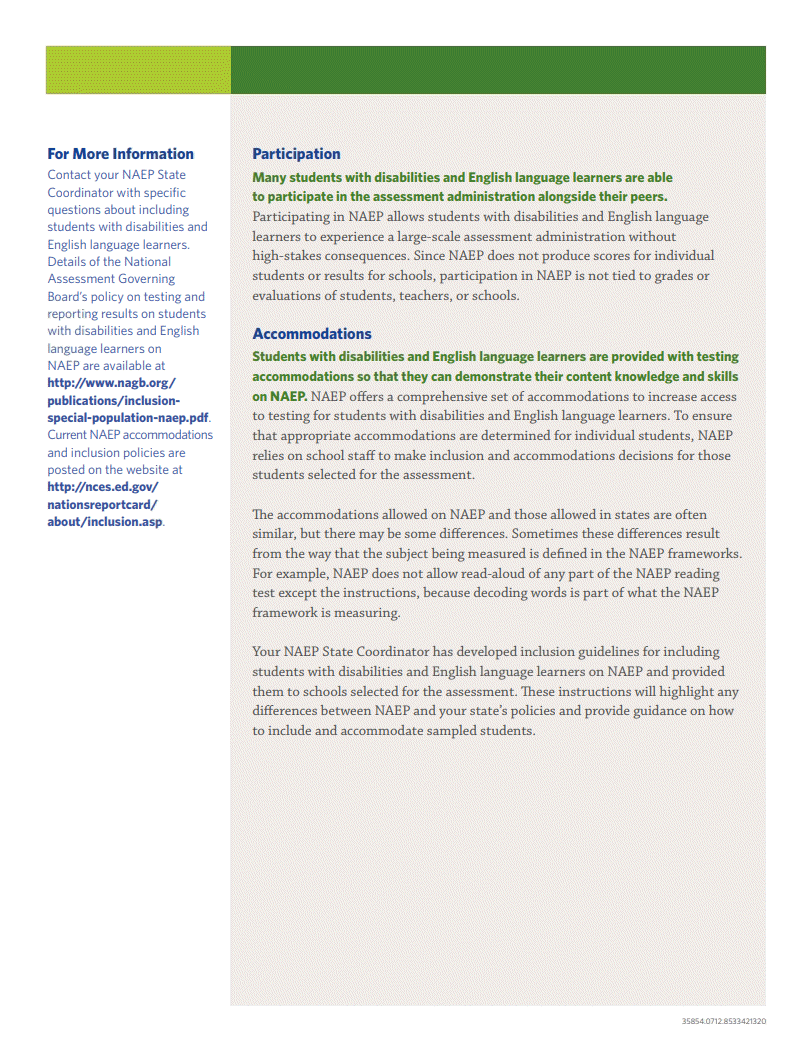 For More Information
Contact your NAEP State
Coordinator with specific
questions about including
students with disabilities and
English language learners.
Details of the National
Assessment Governing
Board's policy on testing and
reporting results on students
with disabilities and English
language learners on
NAEP are available at
http://www.nagb.org/
publications/inclusion-
special-population-naep.pdf.
Current NAEP accommodations
and inclusion policies are
posted on the website at
http://nces.ed.gov/
nationsreportcard/
about/inclusion.asp.
Participation
Many students with disabilities and English language learners are able
to participate in the assessment administration alongside their peers.
Participating in NAEP allows students with disabilities and English language
learners to experience a large-scale assessment administration without
high-stakes consequences. Since NAEP does not produce scores for individual
students or results for schools, participation in NAEP is not tied to grades or
evaluations of students, teachers, or schools.
Accommodations
Students with disabilities and English language learners are provided with testing
accommodations so that they can demonstrate their content knowledge and skills
on NAEP. NAEP offers a comprehensive set of accommodations to increase access
to testing for students with disabilities and English language learners. To ensure
that appropriate accommodations are determined for individual students, NAEP
relies on school staff to make inclusion and accommodations decisions for those
students selected for the assessment.
The accommodations allowed on NAEP and those allowed in states are often
similar, but there may be some differences. Sometimes these differences result
from the way that the subject being measured is defined in the NAEP frameworks.
For example, NAEP does not allow read-aloud of any part of the NAEP reading
test except the instructions, because decoding words is part of what the NAEP
framework is measuring.
Your NAEP State Coordinator has developed inclusion guidelines for including
students with disabilities and English language learners on NAEP and provided
them to schools selected for the assessment. These instructions will highlight any
differences between NAEP and your state's policies and provide guidance on how
to include and accommodate sampled students.
35854.0712.8533421320